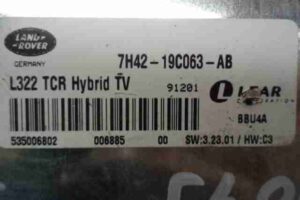 LAND-
ROVER
GERMANY
7H42-19C063-AB
L322 TCR Hybrid TV
91201
LEAR
CORPORATION
BBU4A
535006802 006885 00 SW:3.23.01 / HW:C3